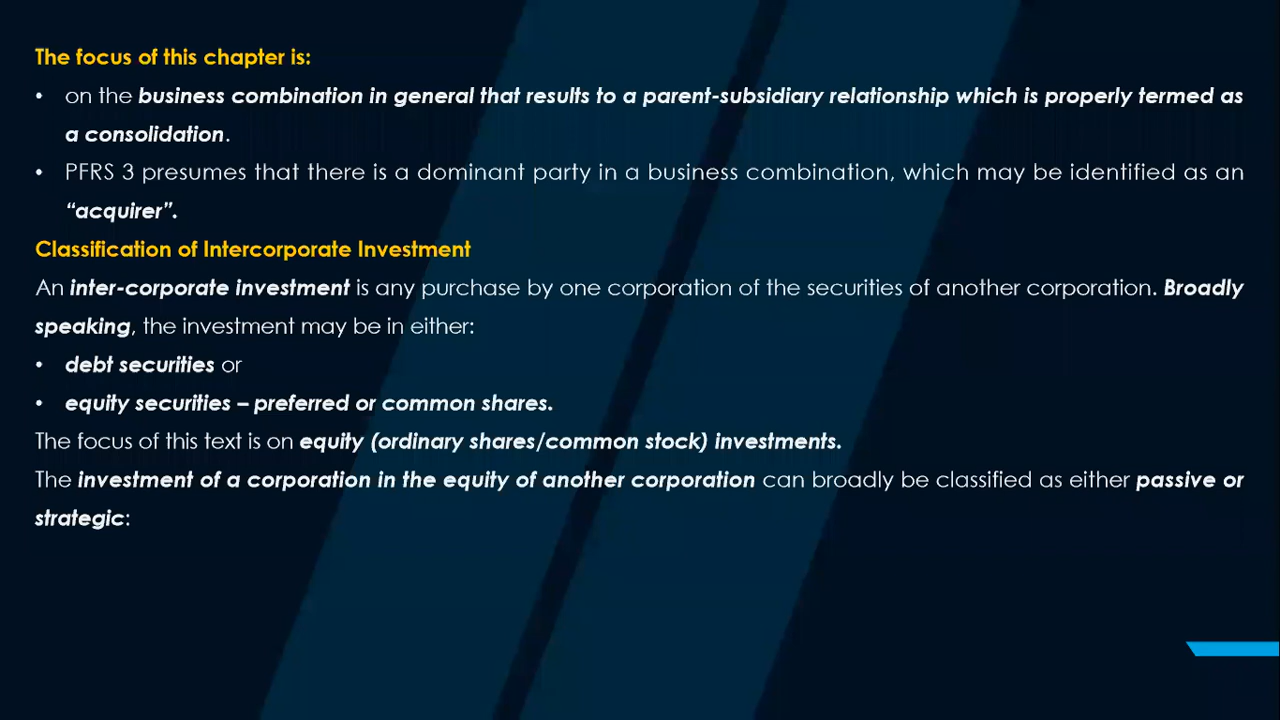 The focus of this chapter is:
• on the business combination in general that results to a parent-subsidiary relationship which is properly termed as
a consolidation.
• PFRS 3 presumes that there is a dominant party in a business combination, which may be identified as an
“acquirer”.
Classification of Intercorporate Investment
An inter-corporate investment is any purchase by one corporation of the securities of another corporation. Broadly
speaking, the investment may be in either:
• debt securities or
• equity securities – preferred or common shares.
The focus of this text is on equity (ordinary shares/common stock) investments.
The investment of a corporation in the equity of another corporation can broadly be classified as either passive or
strategic: